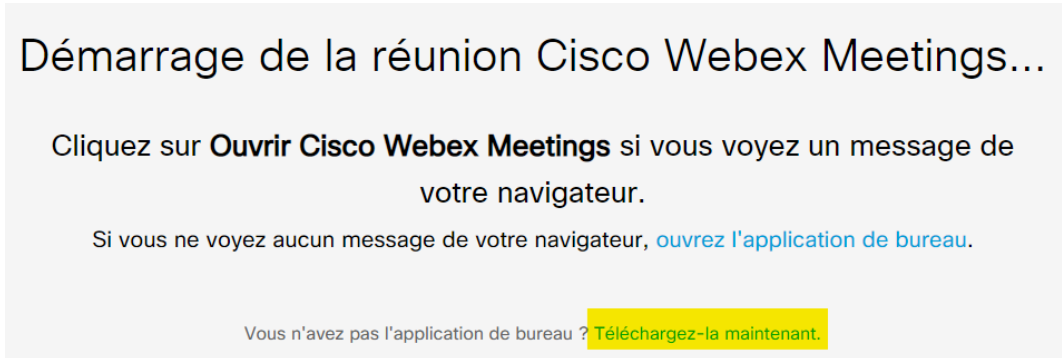 Démarrage de la réunion Cisco Webex Meetings...
Cliquez sur Ouvrir Cisco Webex Meetings si vous voyez un message de
votre navigateur.
Si vous ne voyez aucun message de votre navigateur, ouvrez l'application de bureau.
Vous n'avez pas l'application de bureau ? Téléchargez-la maintenant.